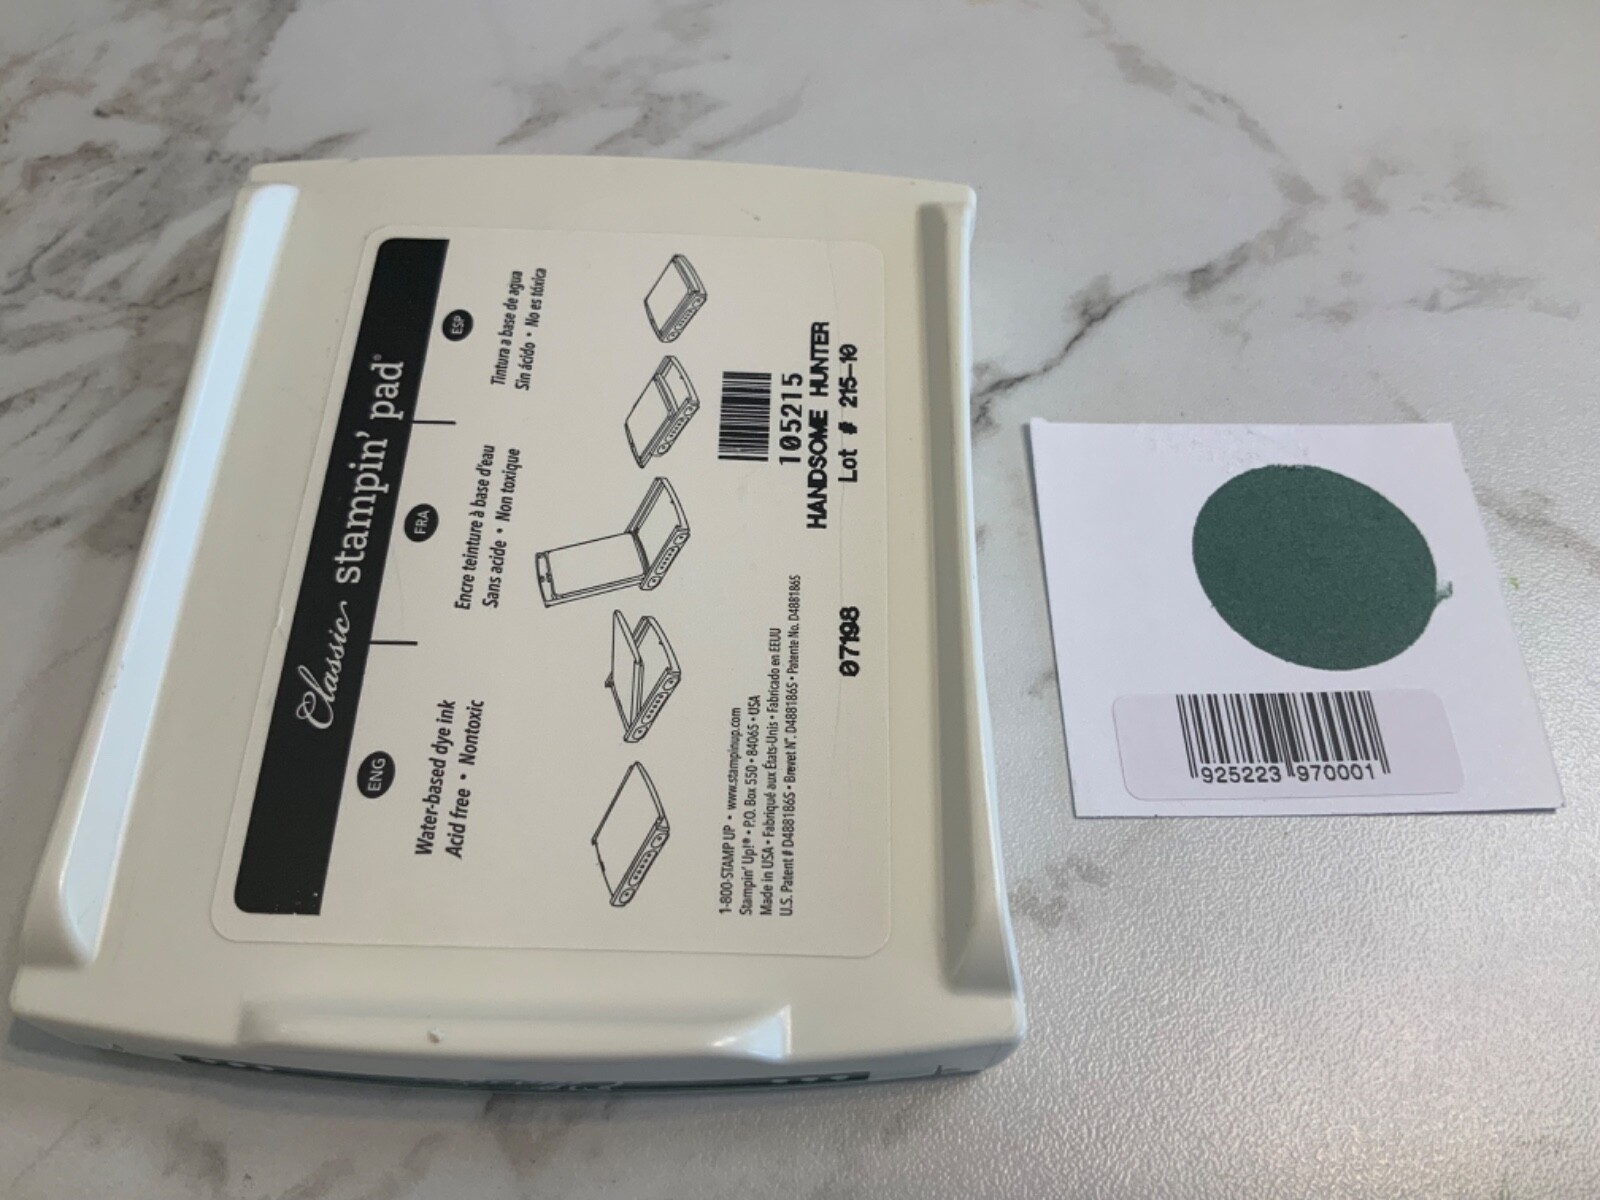 Classic stampin' pad®
ENG
Water-based dye ink
Acid free • Nontoxic
FRA
Encre teinture à base d'eau
Sans acide • Non toxique
ESP
Tintura a base de agua
Sin ácido • No es tóxica
1-800-STAMP UP • www.stampinup.com
Stampin' Up!® • P.O. Box 550 • 84065 • USA
Made in USA • Fabriqué aux États-Unis • Fabricado en EEUU
U.S. Patent # D488186S • Brevet N°. D488186S • Patente No. D488186S
105215
HANDSOME HUNTER
07198 Lot # 215-10
925223 970001